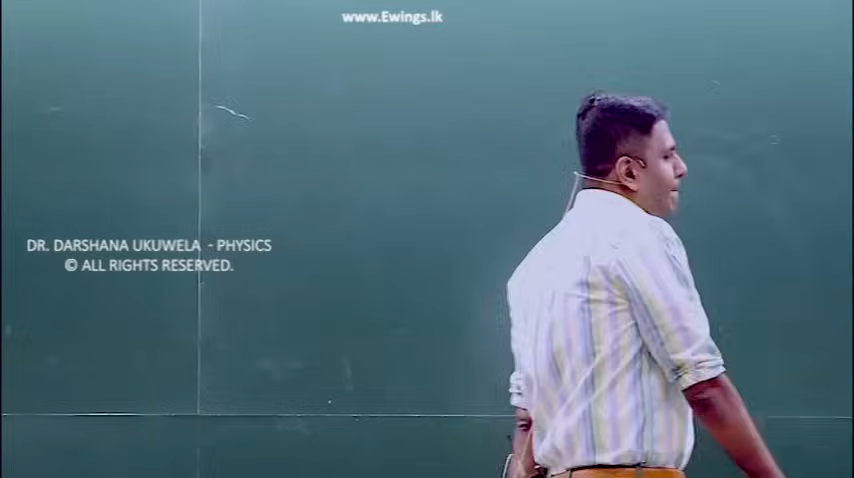 www.Ewings.lk
DR. DARSHANA UKUWELA - PHYSICS
© ALL RIGHTS RESERVED.